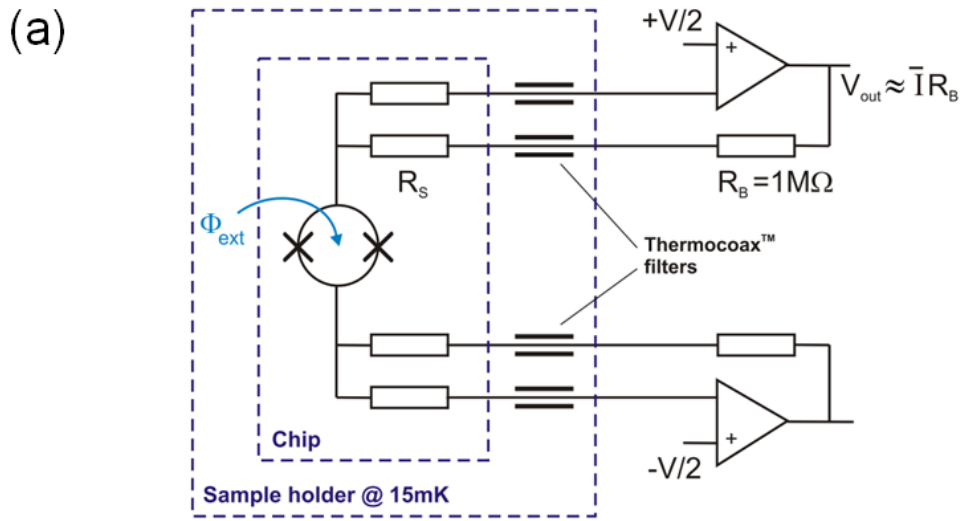 (a)
+V/2
+
V_out ≈ Ī R_B
R_S
R_B = 1MΩ
Φ_ext
Thermocoax™
filters
Chip
+
-V/2
Sample holder @ 15mK